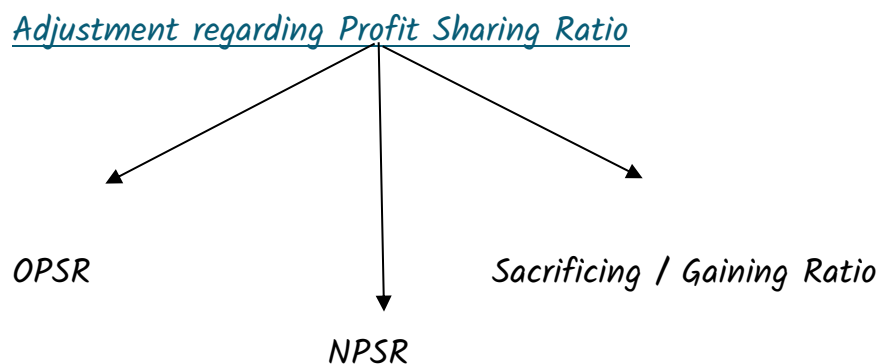 Adjustment regarding Profit Sharing Ratio
OPSR
Sacrificing / Gaining Ratio
NPSR